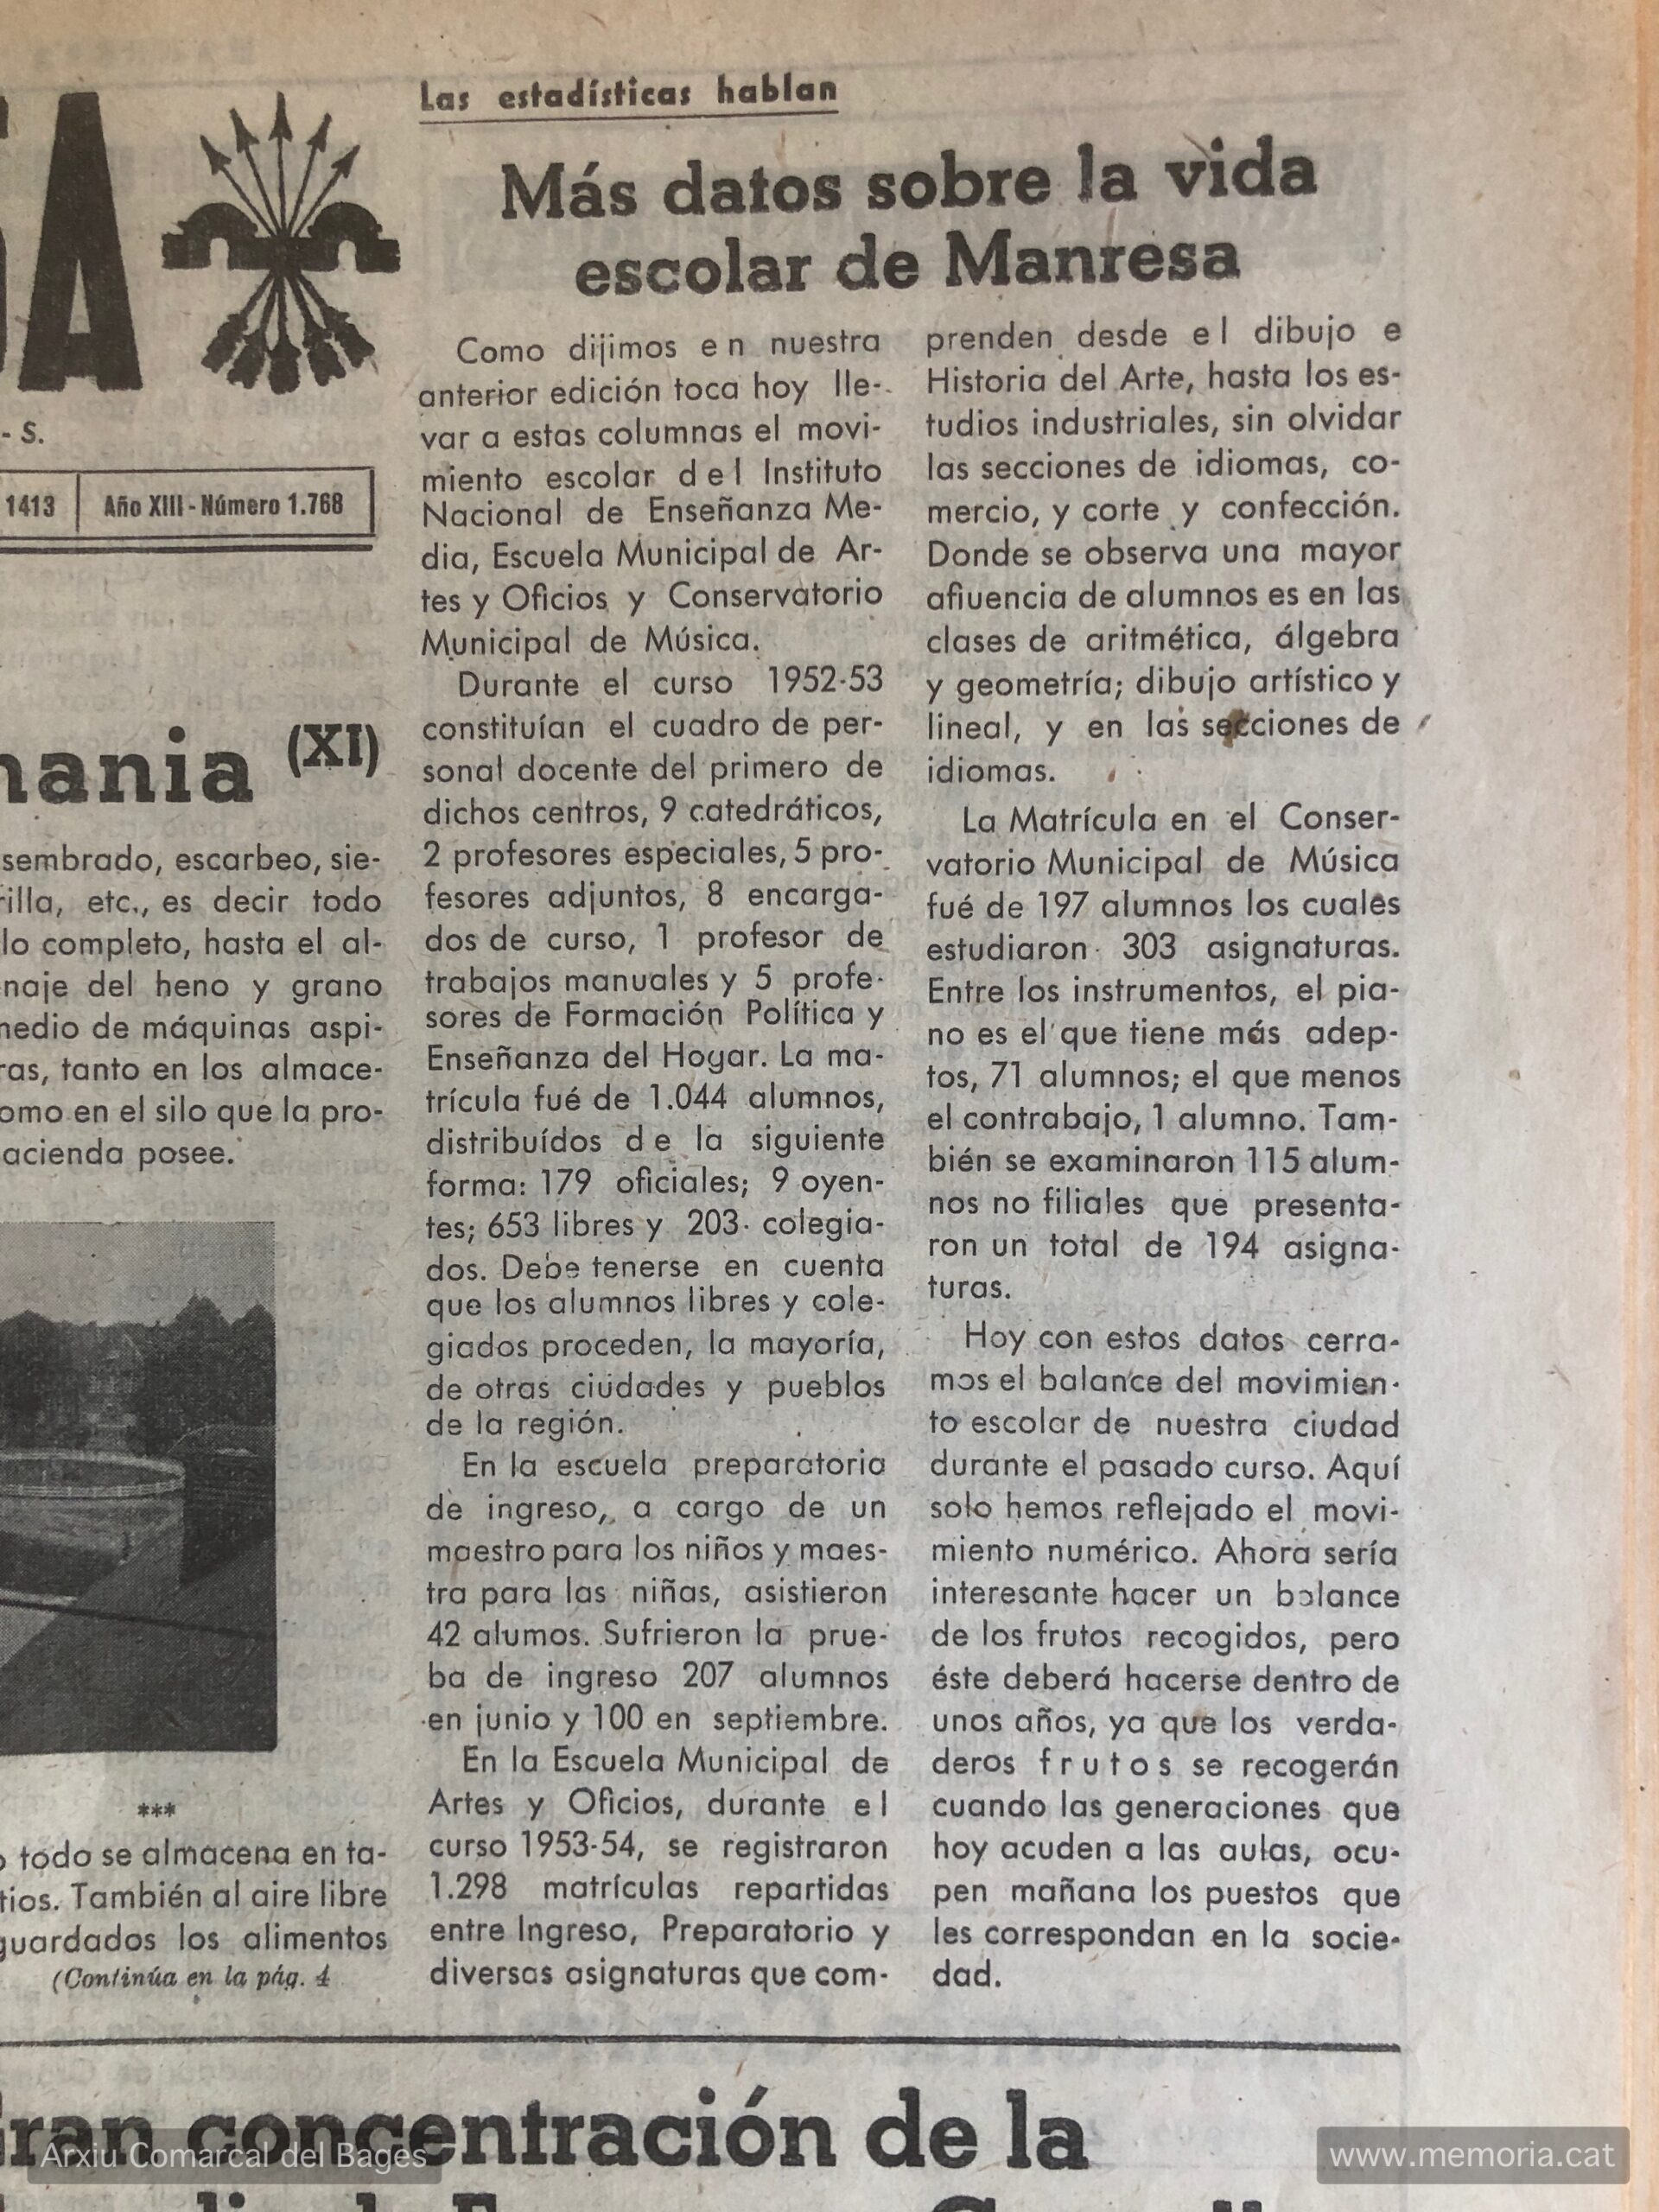 SA
- S.
1413
Año XIII - Número 1.768
nania (XI)
sembrado, escarbeo, sie-
rilla, etc., es decir todo
lo completo, hasta el al-
naje del heno y grano
medio de máquinas aspi-
ras, tanto en los almace-
omo en el silo que la pro-
acienda posee.
***
o todo se almacena en ta-
tios. También al aire libre
guardados los alimentos
(Continúa en la pág. 4
Las estadísticas hablan
Más datos sobre la vida
escolar de Manresa
Como dijimos en nuestra
anterior edición toca hoy lle-
var a estas columnas el movi-
miento escolar del Instituto
Nacional de Enseñanza Me-
dia, Escuela Municipal de Ar-
tes y Oficios y Conservatorio
Municipal de Música.
Durante el curso 1952-53
constituían el cuadro de per-
sonal docente del primero de
dichos centros, 9 catedráticos,
2 profesores especiales, 5 pro-
fesores adjuntos, 8 encarga-
dos de curso, 1 profesor de
trabajos manuales y 5 profe-
sores de Formación Política y
Enseñanza del Hogar. La ma-
trícula fué de 1.044 alumnos,
distribuídos de la siguiente
forma: 179 oficiales; 9 oyen-
tes; 653 libres y 203 colegia-
dos. Debe tenerse en cuenta
que los alumnos libres y cole-
giados proceden, la mayoría,
de otras ciudades y pueblos
de la región.
En la escuela preparatoria
de ingreso, a cargo de un
maestro para los niños y maes-
tra para las niñas, asistieron
42 alumos. Sufrieron la prue-
ba de ingreso 207 alumnos
en junio y 100 en septiembre.
En la Escuela Municipal de
Artes y Oficios, durante el
curso 1953-54, se registraron
1.298 matrículas repartidas
entre Ingreso, Preparatorio y
diversas asignaturas que com-
prenden desde el dibujo e
Historia del Arte, hasta los es-
tudios industriales, sin olvidar
las secciones de idiomas, co-
mercio, y corte y confección.
Donde se observa una mayor
afiuencia de alumnos es en las
clases de aritmética, álgebra
y geometría; dibujo artístico y
lineal, y en las secciones de
idiomas.
La Matrícula en el Conser-
vatorio Municipal de Música
fué de 197 alumnos los cuales
estudiaron 303 asignaturas.
Entre los instrumentos, el pia-
no es el que tiene más adep-
tos, 71 alumnos; el que menos
el contrabajo, 1 alumno. Tam-
bién se examinaron 115 alum-
nos no filiales que presenta-
ron un total de 194 asigna-
turas.
Hoy con estos datos cerra-
mos el balance del movimien-
to escolar de nuestra ciudad
durante el pasado curso. Aquí
solo hemos reflejado el movi-
miento numérico. Ahora sería
interesante hacer un balance
de los frutos recogidos, pero
éste deberá hacerse dentro de
unos años, ya que los verda-
deros frutos se recogerán
cuando las generaciones que
hoy acuden a las aulas, ocu-
pen mañana los puestos que
les correspondan en la socie-
dad.
Gran concentración de la
Arxiu Comarcal del Bages
www.memoria.cat